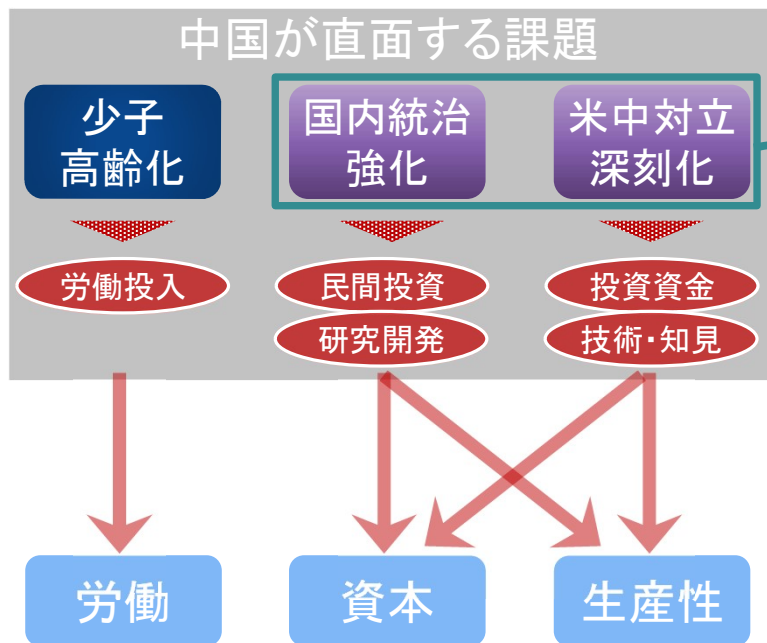 中国が直面する課題
少子
高齢化
国内統治
強化
米中対立
深刻化
労働投入
民間投資
投資資金
研究開発
技術・知見
労働
資本
生産性